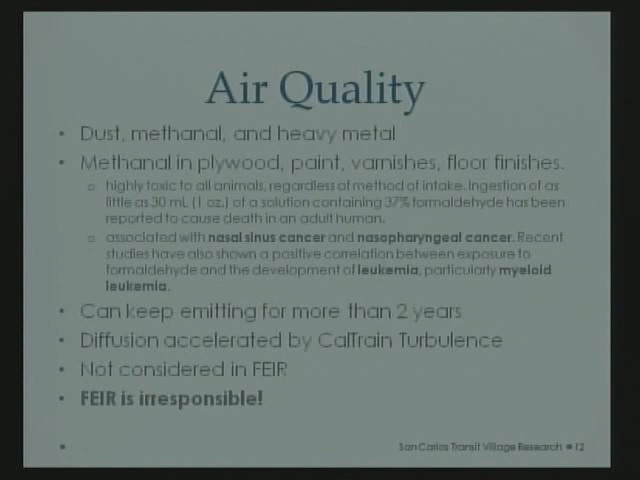 Air Quality
• Dust, methanal, and heavy metal
• Methanal in plywood, paint, varnishes, floor finishes.
o highly toxic to all animals, regardless of method of intake. Ingestion of as
little as 30 mL (1 oz.) of a solution containing 37% formaldehyde has been
reported to cause death in an adult human.
o associated with nasal sinus cancer and nasopharyngeal cancer. Recent
studies have also shown a positive correlation between exposure to
formaldehyde and the development of leukemia, particularly myeloid
leukemia.
• Can keep emitting for more than 2 years
• Diffusion accelerated by CalTrain Turbulence
• Not considered in FEIR
• FEIR is irresponsible!
San Carlos Transit Village Research • 12